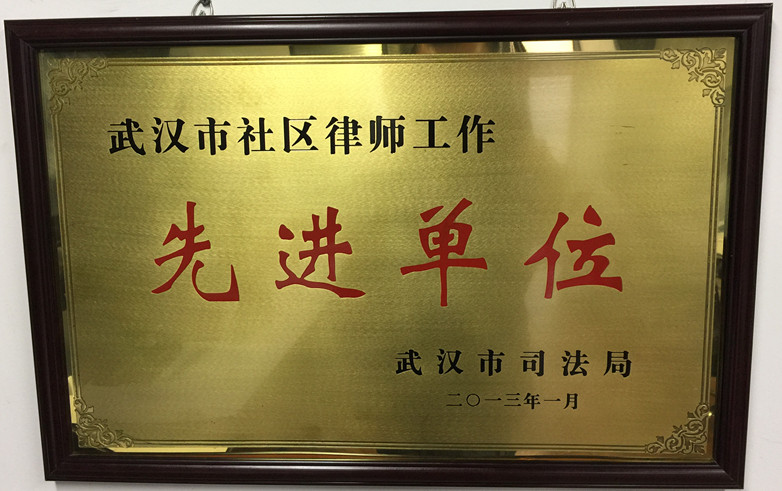 武汉市社区律师工作
先进单位
武汉市司法局
二〇一三年一月